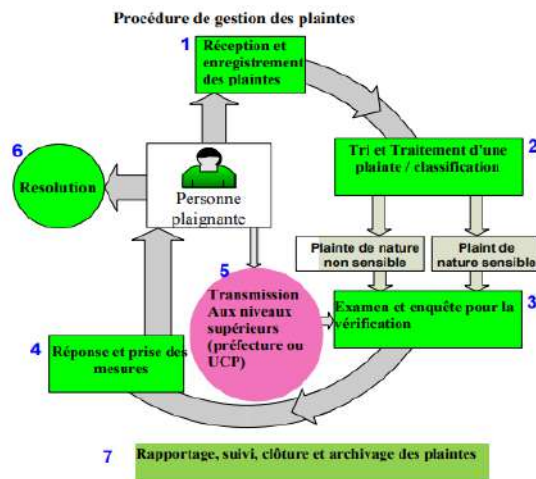 Procédure de gestion des plaintes
1
Réception et
enregistrement
des plaintes
2
Tri et Traitement d'une
plainte / classification
6
Resolution
Personne
plaignante
Plainte de nature
non sensible
Plaint de
nature sensible
5
Transmission
Aux niveaux
supérieurs
(préfecture ou
UCP)
3
Examen et enquête pour la
vérification
4
Réponse et prise des
mesures
7
Rapportage, suivi, clôture et archivage des plaintes